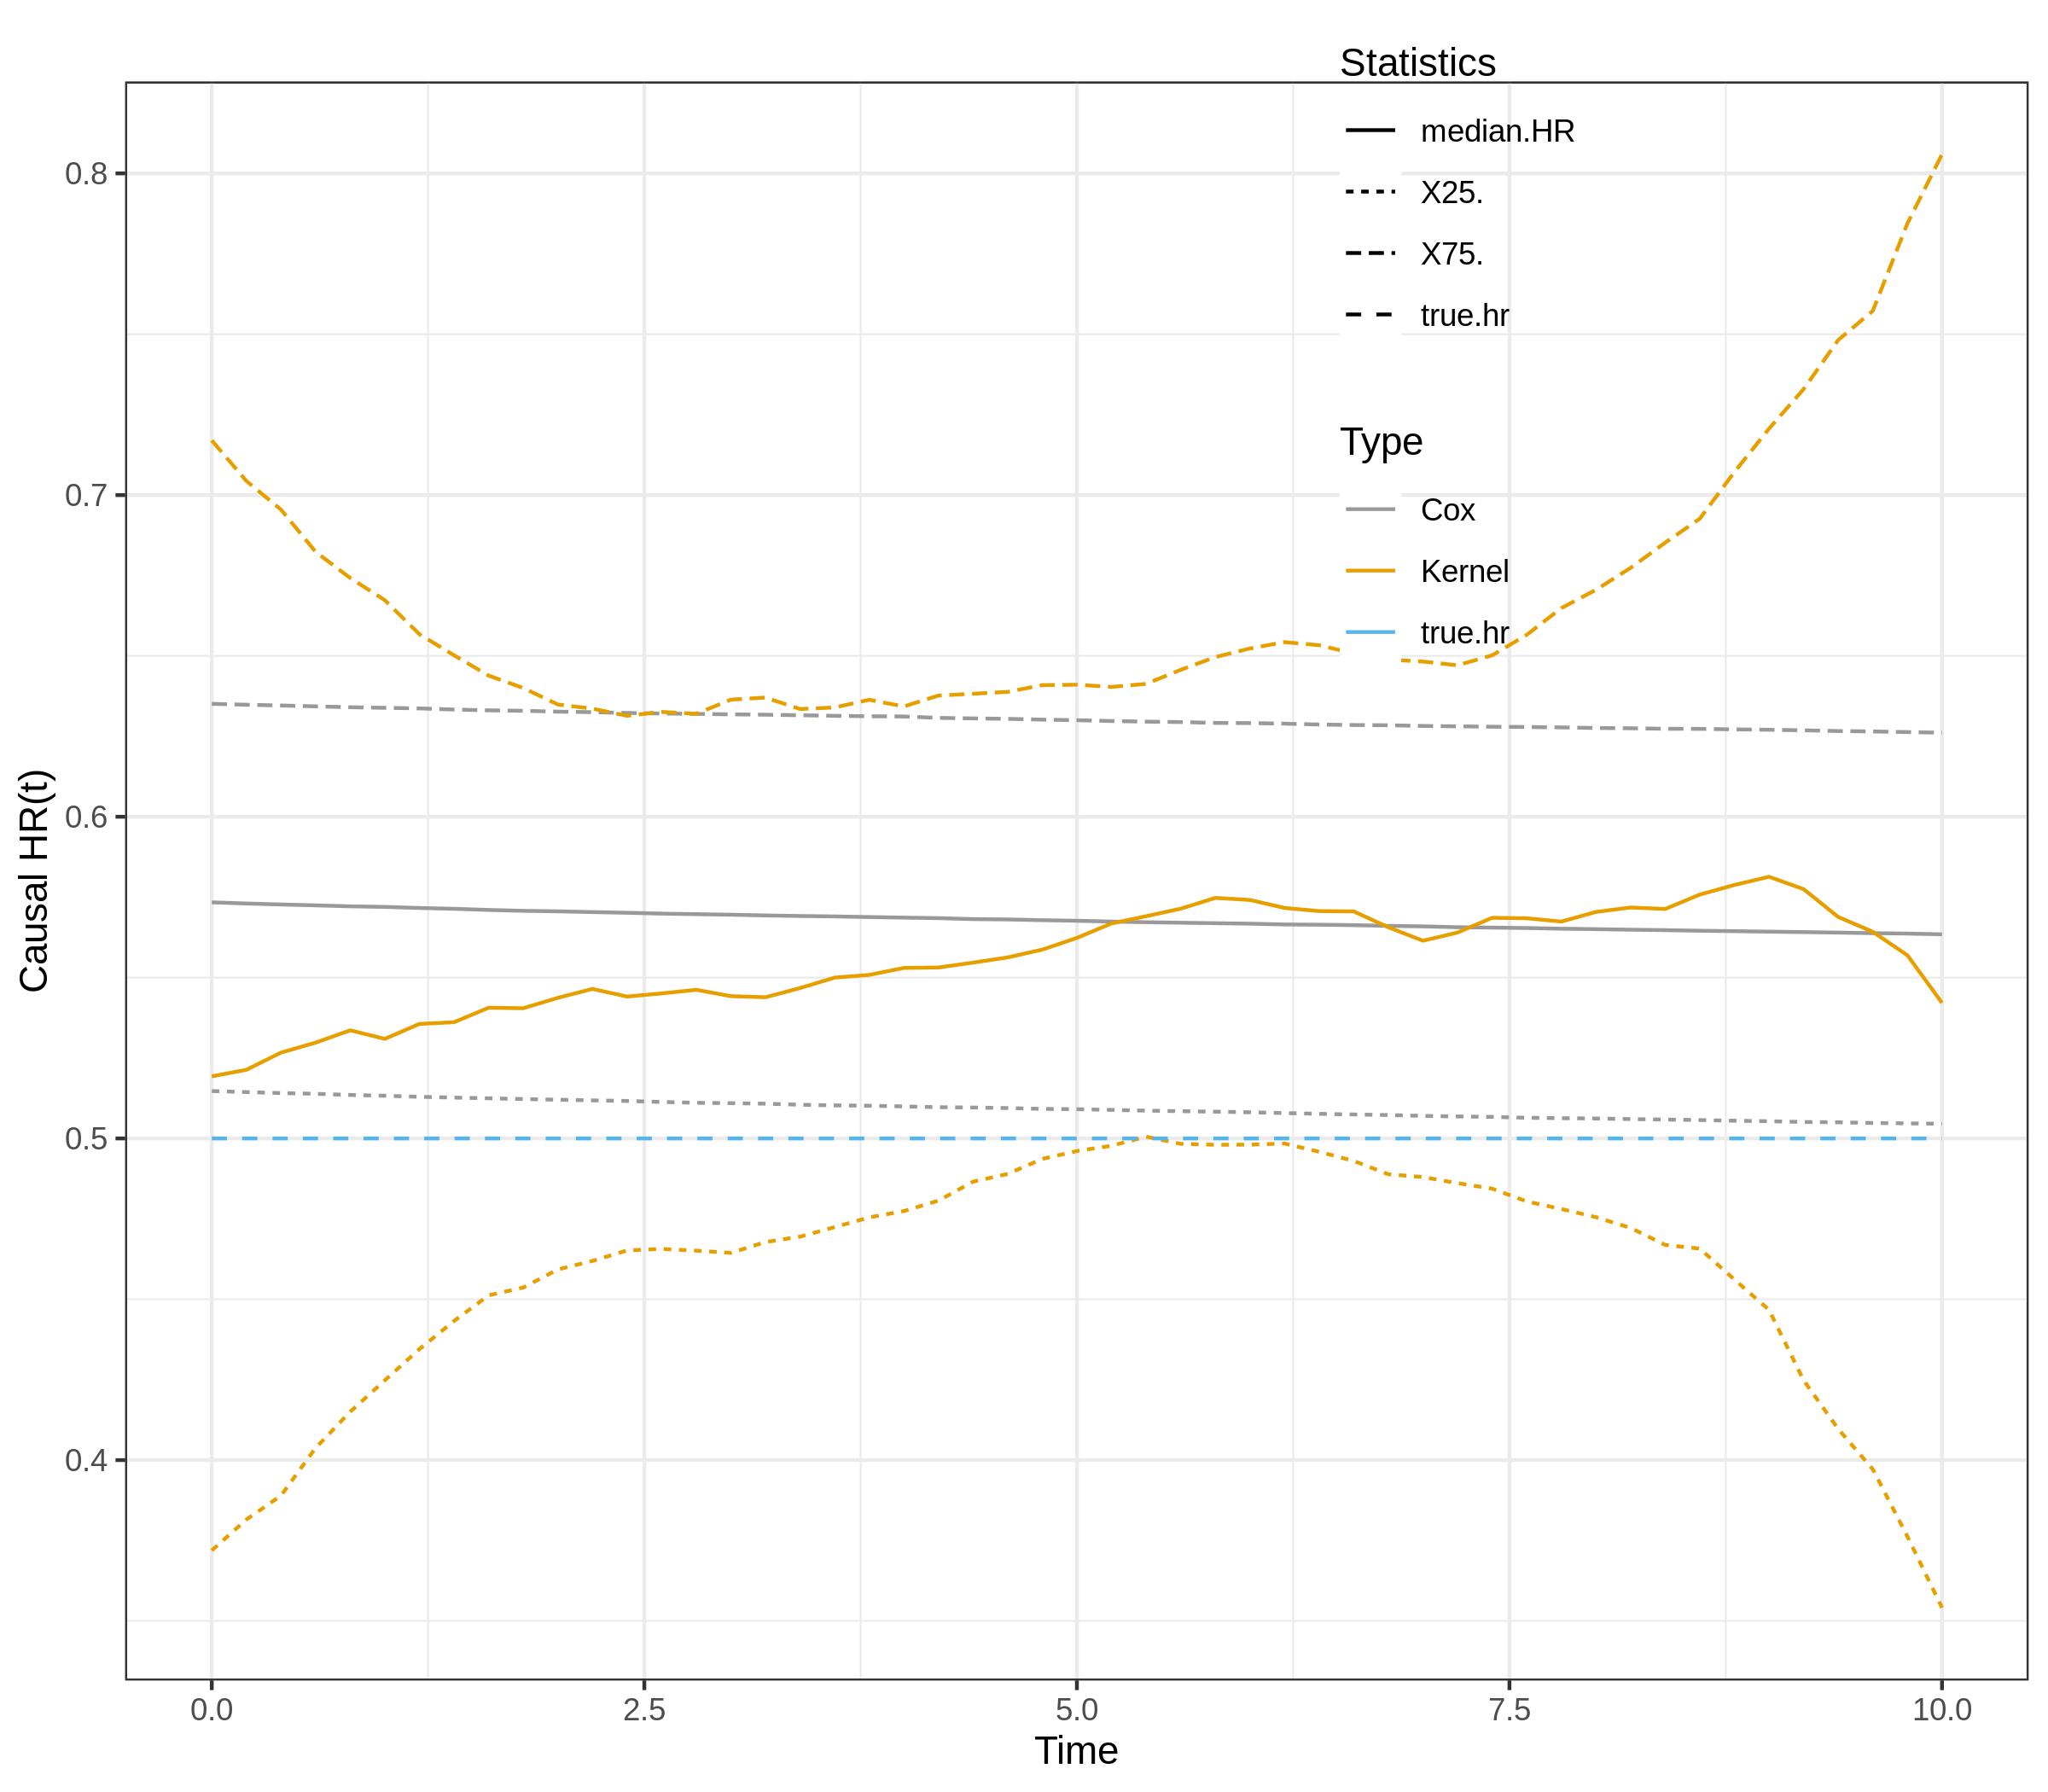 Statistics
median.HR
X25.
X75.
true.hr
Type
Cox
Kernel
true.hr
Causal HR(t)
0.8
0.7
0.6
0.5
0.4
0.0 2.5 5.0 7.5 10.0
Time